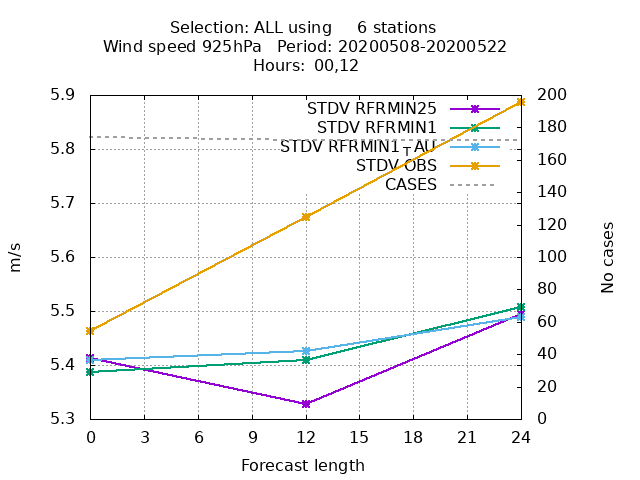 Selection: ALL using     6 stations
Wind speed 925hPa   Period: 20200508-20200522
Hours:  00,12
5.9
5.8
5.7
5.6
5.5
5.4
5.3
200
180
160
140
120
100
80
60
40
20
0
STDV RFRMIN25
STDV RFRMIN1
STDV RFRMIN1_TAU
STDV OBS
CASES
m/s
No cases
0 3 6 9 12 15 18 21 24
Forecast length